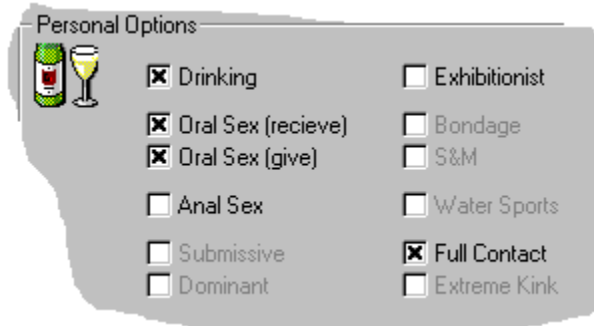 Personal Options
Drinking
Exhibitionist
Oral Sex (recieve)
Bondage
Oral Sex (give)
S&M
Anal Sex
Water Sports
Submissive
Full Contact
Dominant
Extreme Kink